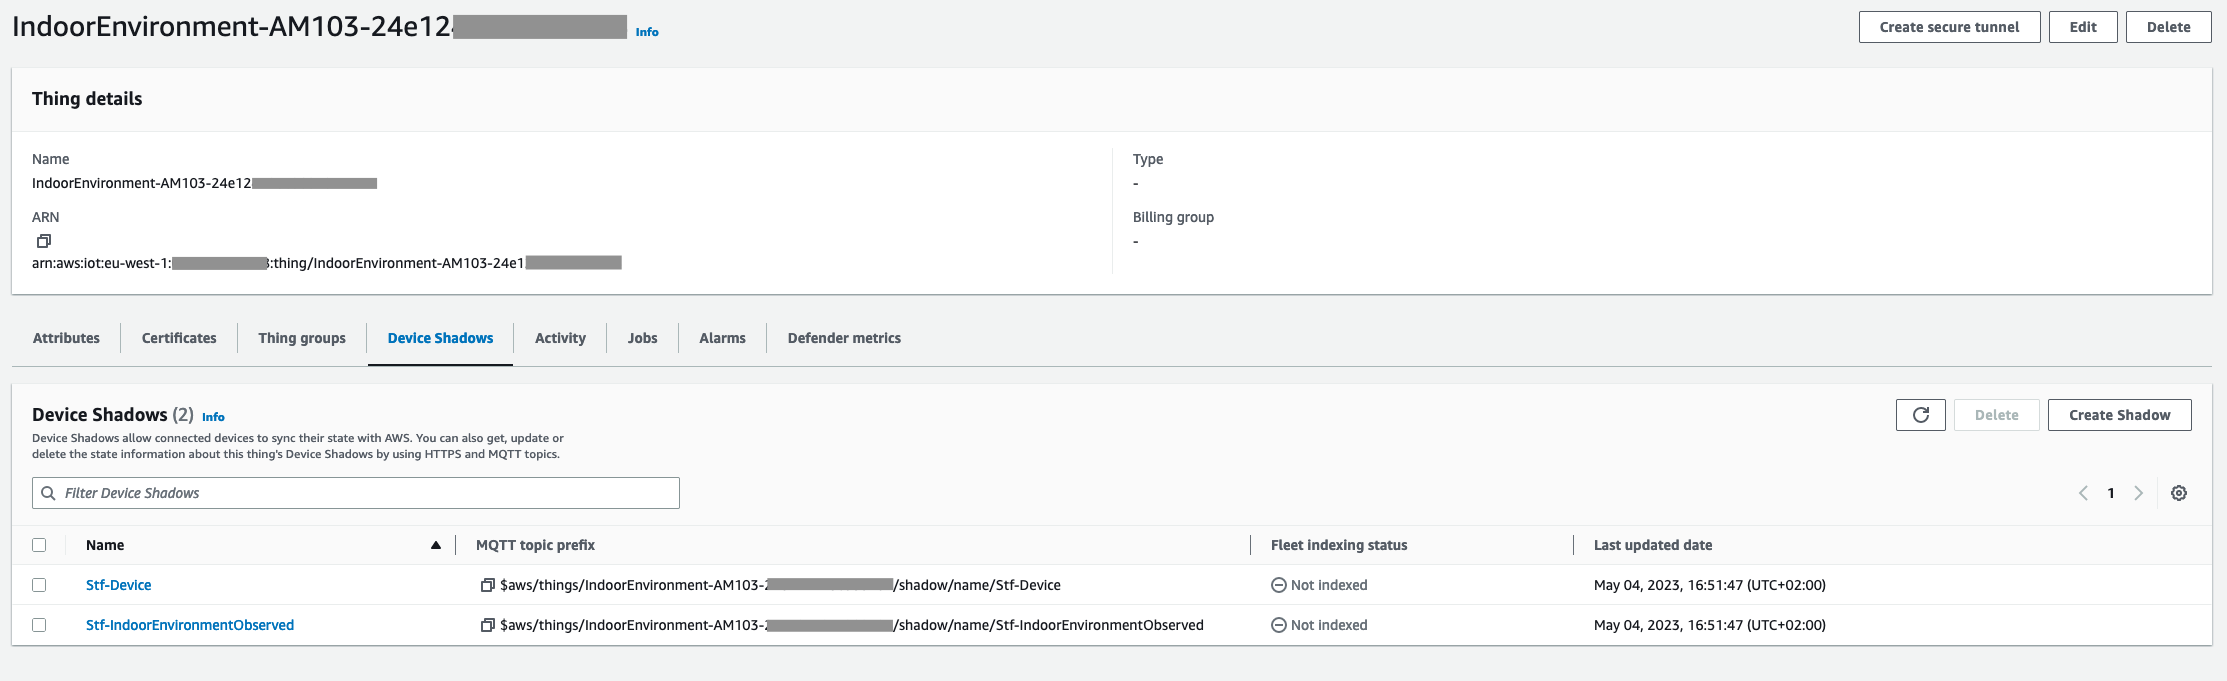 IndoorEnvironment-AM103-24e12 Info
Create secure tunnel Edit Delete
Thing details
Name
IndoorEnvironment-AM103-24e12
Type
-
ARN
arn:aws:iot:eu-west-1: :thing/IndoorEnvironment-AM103-24e1
Billing group
-
Attributes Certificates Thing groups Device Shadows Activity Jobs Alarms Defender metrics
Device Shadows (2) Info
Delete Create Shadow
Device Shadows allow connected devices to sync their state with AWS. You can also get, update or
delete the state information about this thing's Device Shadows by using HTTPS and MQTT topics.
Filter Device Shadows
1
Name MQTT topic prefix Fleet indexing status Last updated date
Stf-Device $aws/things/IndoorEnvironment-AM103- /shadow/name/Stf-Device Not indexed May 04, 2023, 16:51:47 (UTC+02:00)
Stf-IndoorEnvironmentObserved $aws/things/IndoorEnvironment-AM103- /shadow/name/Stf-IndoorEnvironmentObserved Not indexed May 04, 2023, 16:51:47 (UTC+02:00)